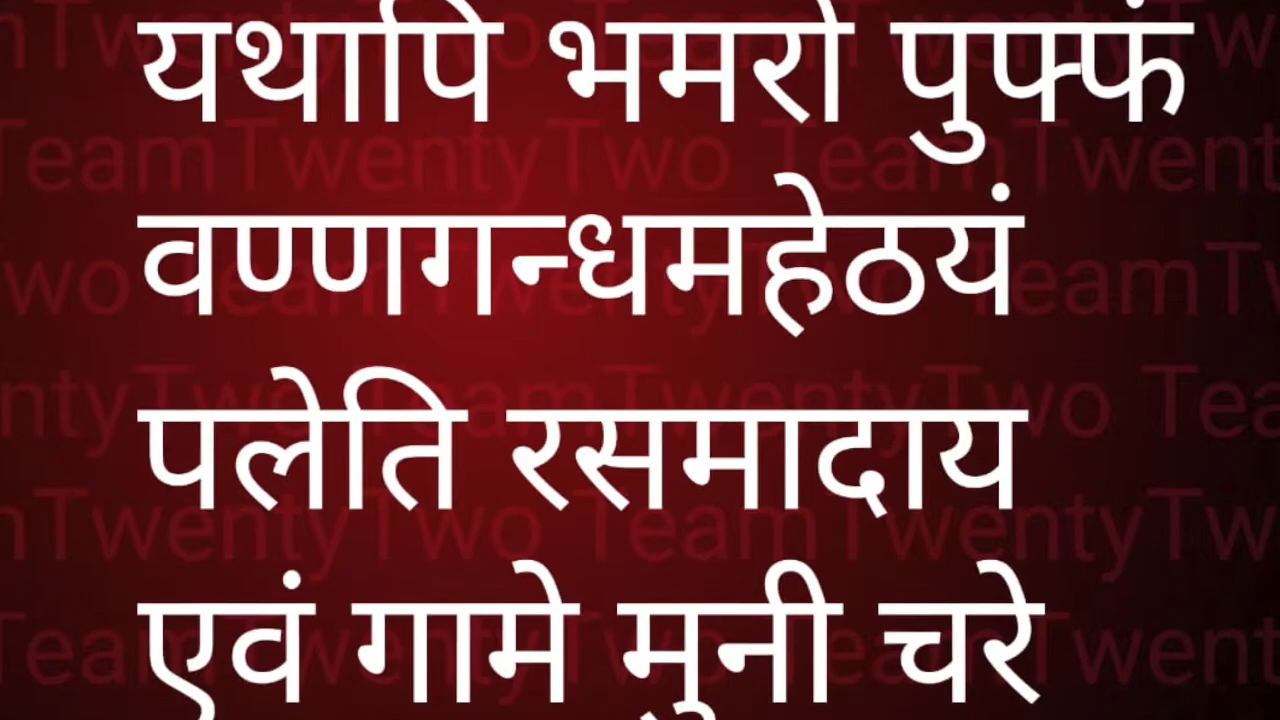 यथापि भमरो पुप्फं
वण्णगन्धमहेठयं
पलेति रसमादाय
एवं गामे मुनी चरे